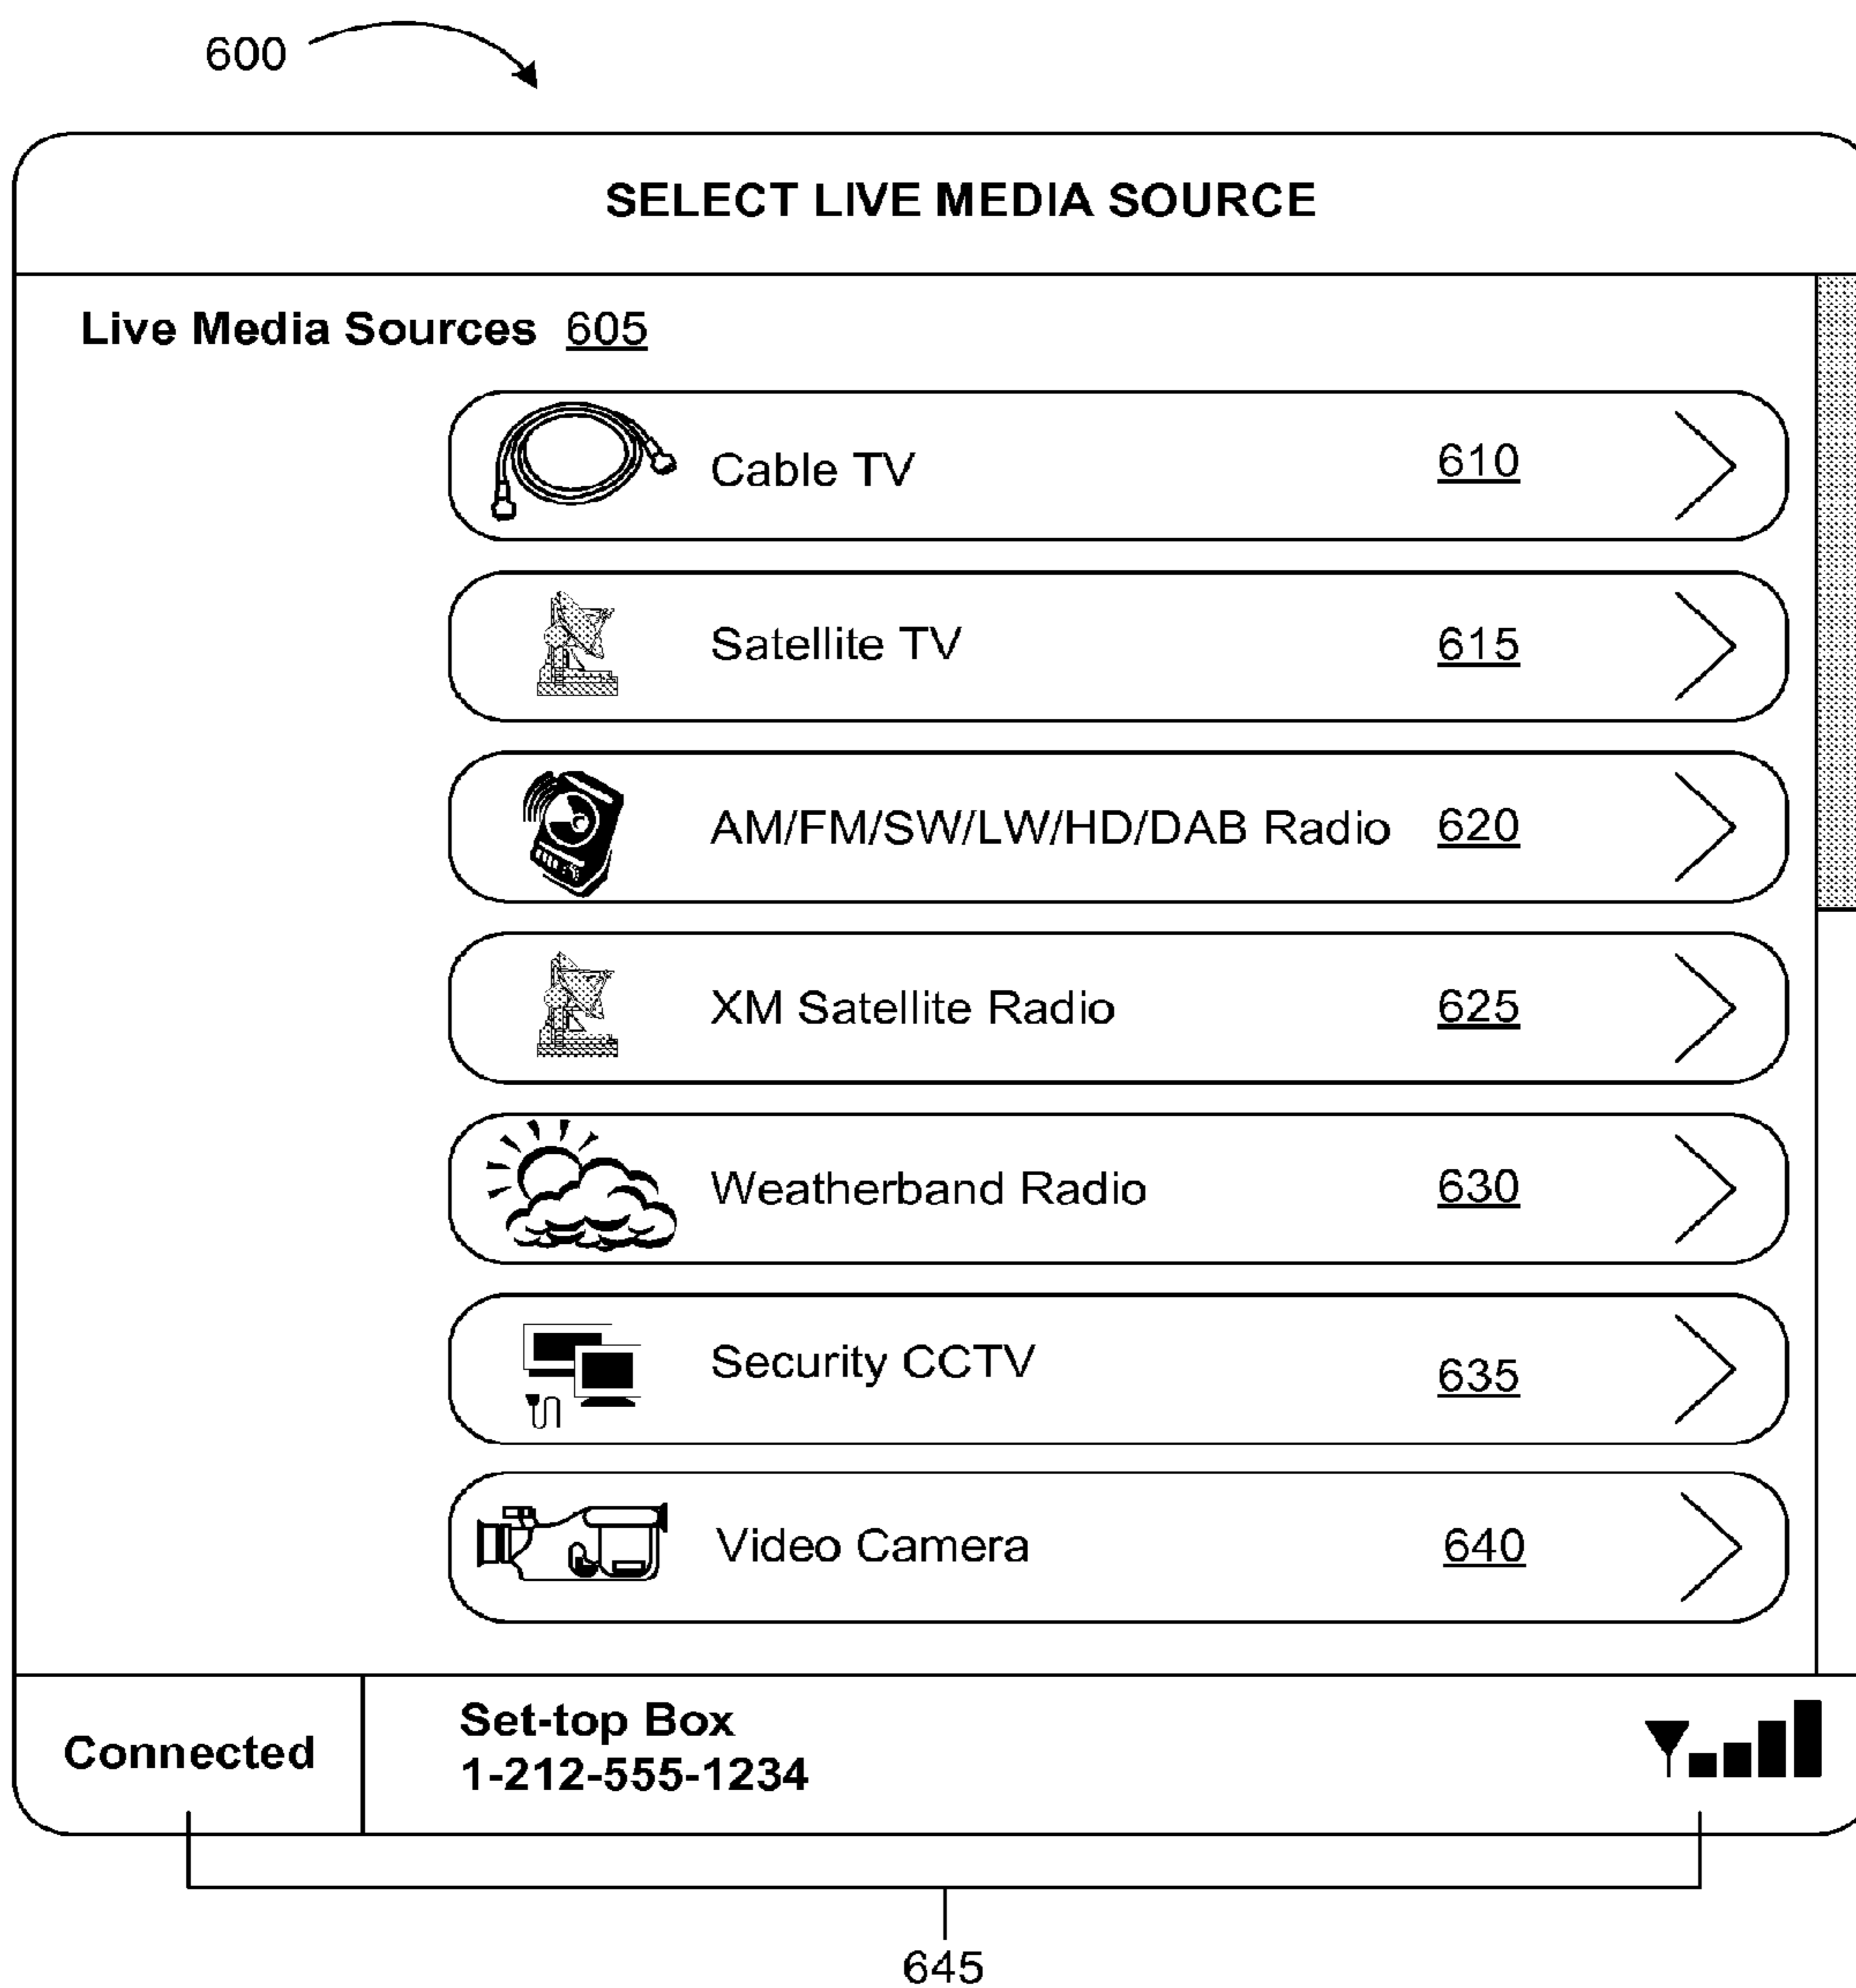 600
SELECT LIVE MEDIA SOURCE
Live Media Sources 605
Cable TV 610
Satellite TV 615
AM/FM/SW/LW/HD/DAB Radio 620
XM Satellite Radio 625
Weatherband Radio 630
Security CCTV 635
Video Camera 640
Connected
Set-top Box
1-212-555-1234
645